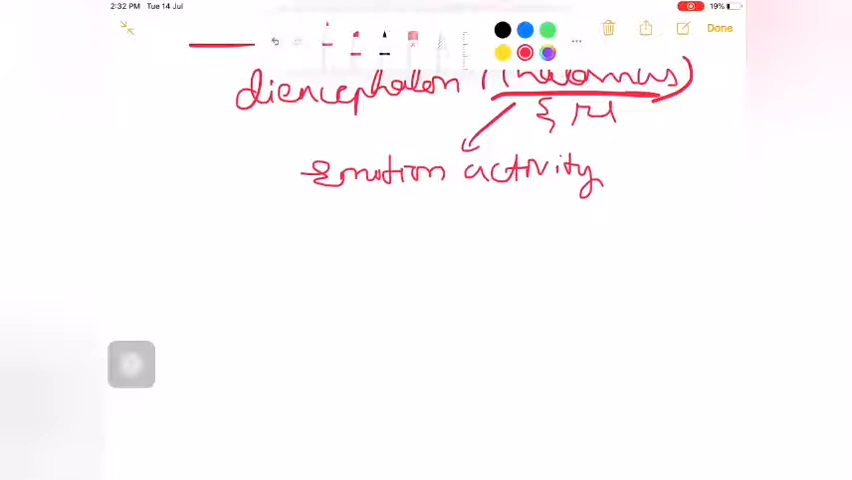 2:32 PM Tue 14 Jul
19%
Done
diencephalon (Thalamus)
Emotion activity